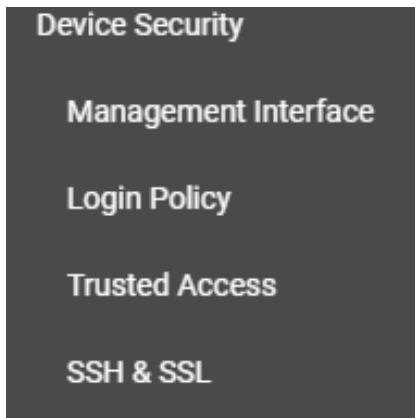 Device Security
Management Interface
Login Policy
Trusted Access
SSH & SSL